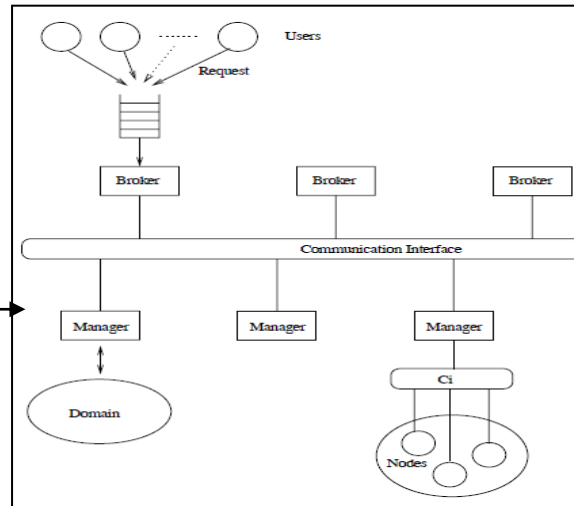 Users
Request
Broker
Broker
Broker
Communication Interface
Manager
Manager
Manager
Ci
Domain
Nodes